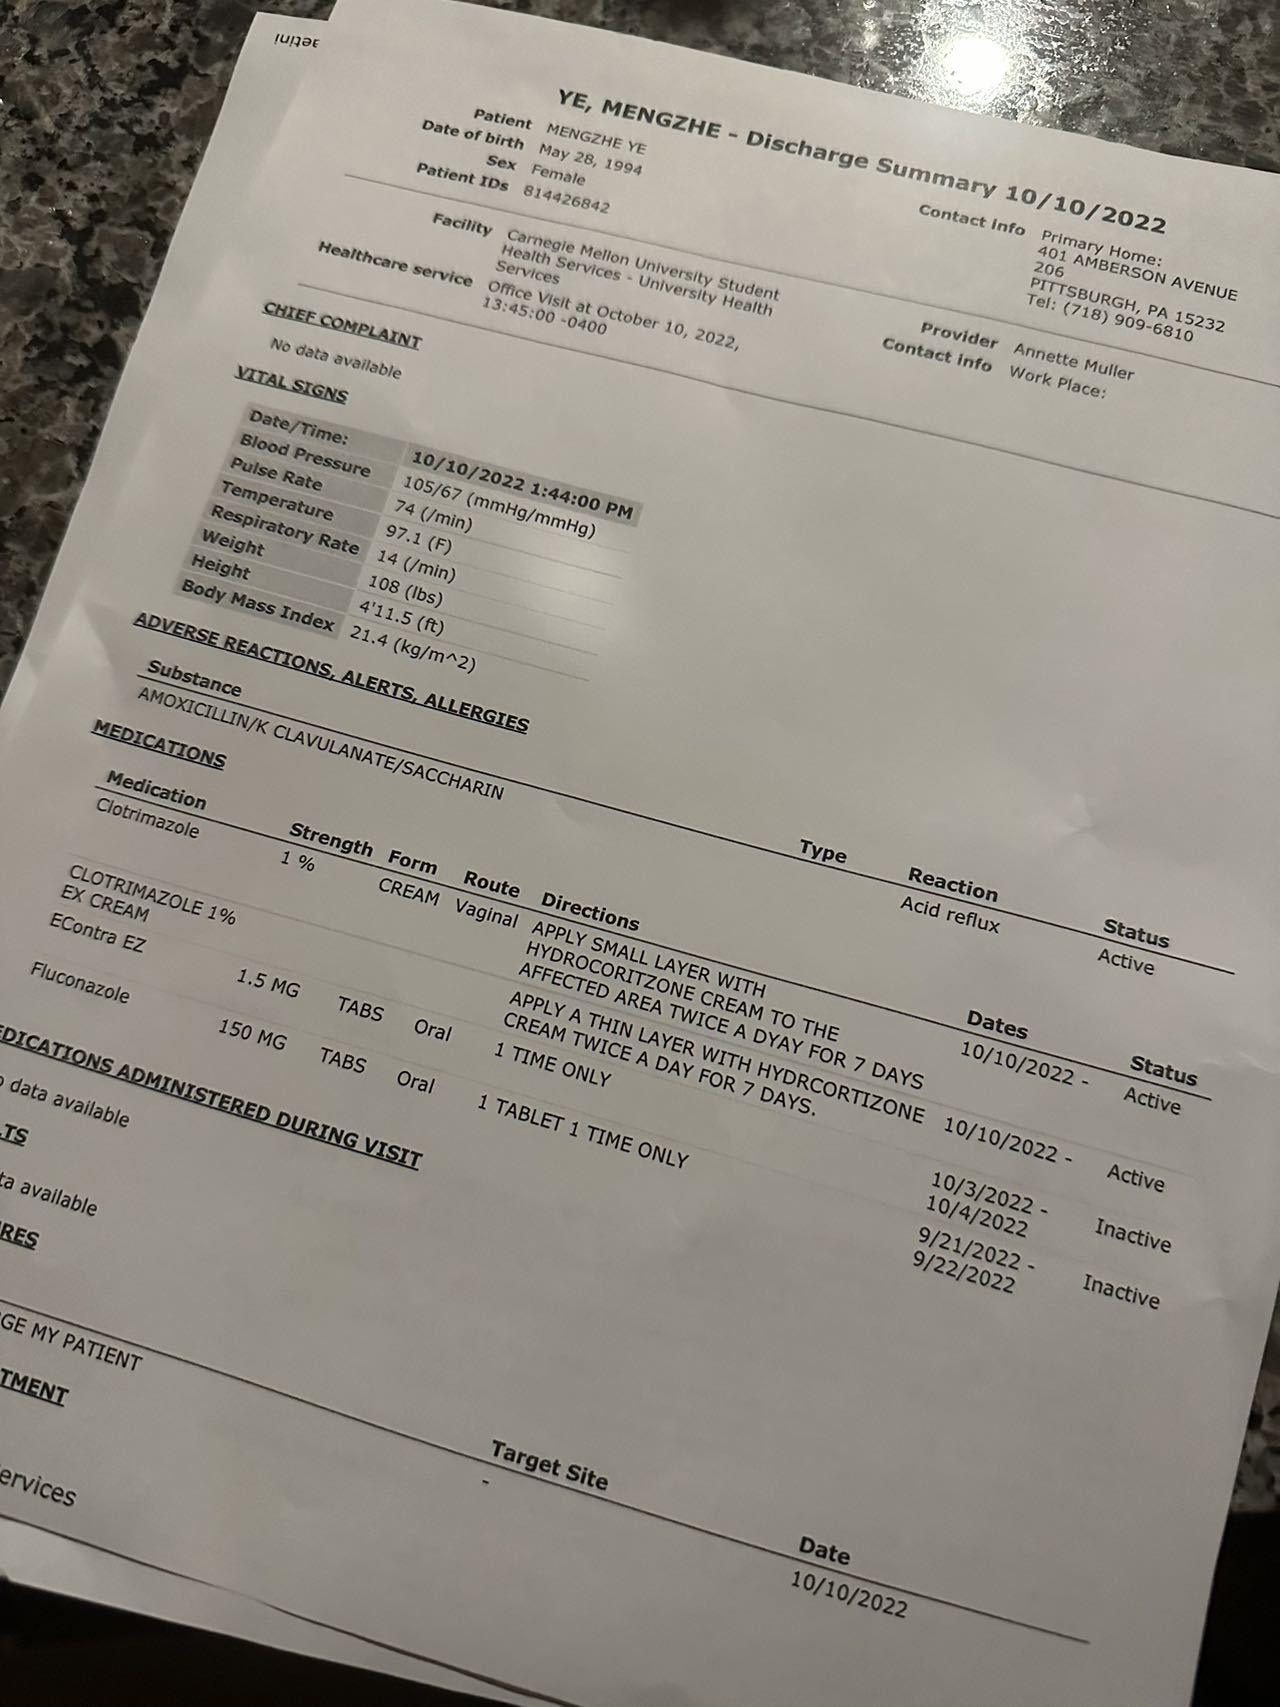 YE, MENGZHE - Discharge Summary 10/10/2022
Patient MENGZHE YE
Date of birth May 28, 1994
Sex Female
Patient IDs 814426842
Contact info Primary Home:
401 AMBERSON AVENUE
206
PITTSBURGH, PA 15232
Tel: (718) 909-6810
Facility Carnegie Mellon University Student
Health Services - University Health
Services
Healthcare service Office Visit at October 10, 2022,
13:45:00 -0400
Provider Annette Muller
Contact info Work Place:
CHIEF COMPLAINT
No data available
VITAL SIGNS
Date/Time: 10/10/2022 1:44:00 PM
Blood Pressure 105/67 (mmHg/mmHg)
Pulse Rate 74 (/min)
Temperature 97.1 (F)
Respiratory Rate 14 (/min)
Weight 108 (lbs)
Height 4'11.5 (ft)
Body Mass Index 21.4 (kg/m^2)
ADVERSE REACTIONS, ALERTS, ALLERGIES
Substance Type Reaction Status
AMOXICILLIN/K CLAVULANATE/SACCHARIN Acid reflux Active
MEDICATIONS
Medication Strength Form Route Directions Dates Status
Clotrimazole 1 % CREAM Vaginal APPLY SMALL LAYER WITH 10/10/2022 - Active
HYDROCORITZONE CREAM TO THE
AFFECTED AREA TWICE A DYAY FOR 7 DAYS
CLOTRIMAZOLE 1% APPLY A THIN LAYER WITH HYDRCORTIZONE 10/10/2022 - Active
EX CREAM CREAM TWICE A DAY FOR 7 DAYS.
EContra EZ 1.5 MG TABS Oral 1 TIME ONLY 10/3/2022 - Inactive
10/4/2022
Fluconazole 150 MG TABS Oral 1 TABLET 1 TIME ONLY 9/21/2022 - Inactive
9/22/2022
EDICATIONS ADMINISTERED DURING VISIT
o data available
LTS
ta available
RES
Target Site Date
GE MY PATIENT - 10/10/2022
TMENT
ervices